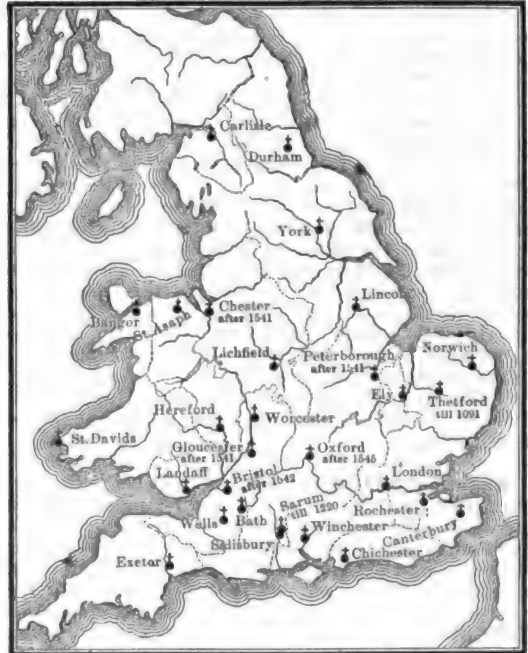 Carlisle
Durham
York
Lincol
Bangor
St. Asaph
Chester
after 1541
Lichfield
Peterborough
after 1541
Norwich
Ely
Thetford
till 1091
Hereford
Worcester
St. Davids
Gloucester
after 1541
Oxford
after 1545
Landaff
Bristol
after 1542
London
Sarum
till 1220
Rochester
Canterbury
Wells
Bath
Salisbury
Winchester
Exeter
Chichester